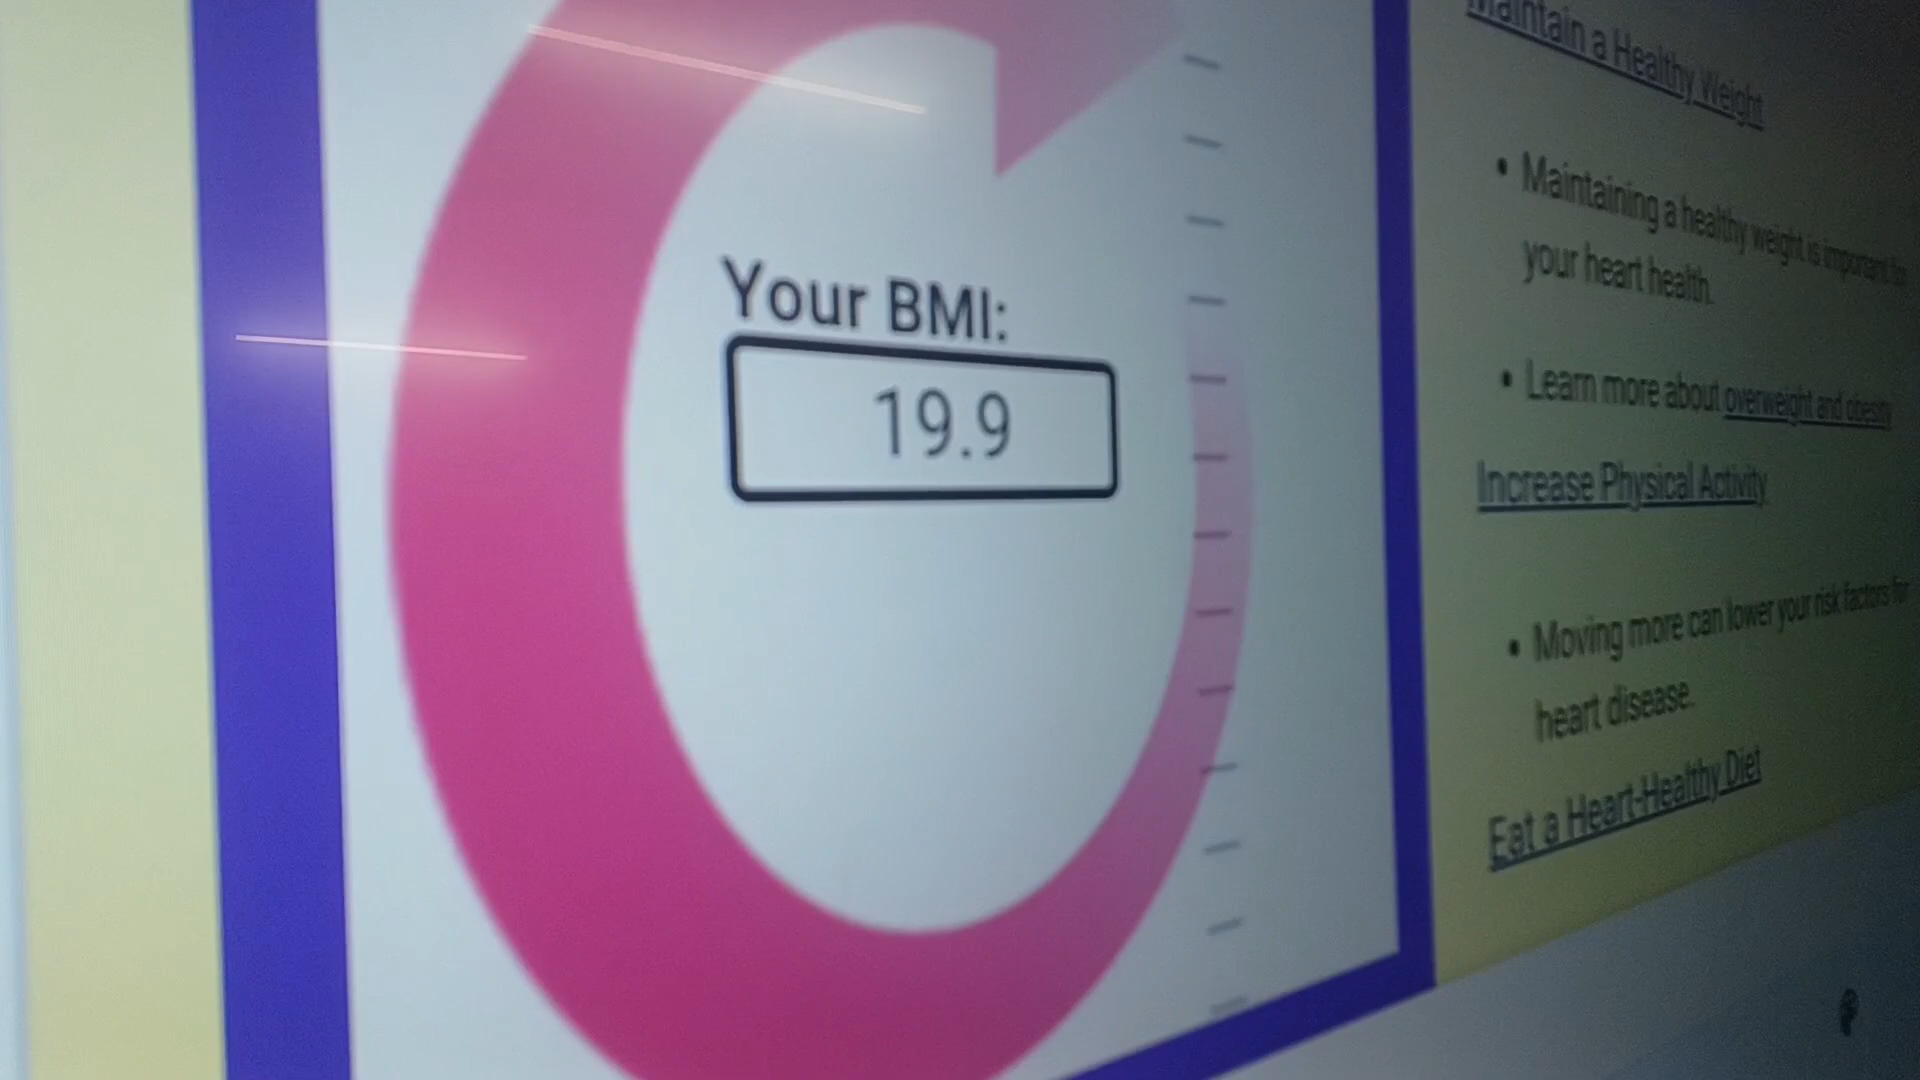 Your BMI:
19.9
Maintain a Healthy Weight
• Maintaining a healthy weight is important for
your heart health.
• Learn more about overweight and obesity
Increase Physical Activity
• Moving more can lower your risk factors for
heart disease.
Eat a Heart-Healthy Diet